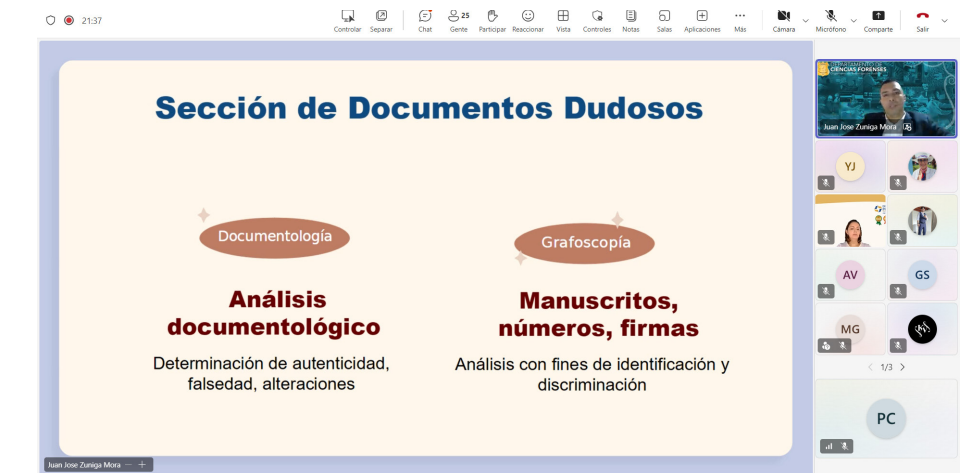 21:37
Controlar Separar Chat 25 Gente Participar Reaccionar Vista Controles Notas Salas Aplicaciones Más Cámara Micrófono Comparte Salir
Sección de Documentos Dudosos
Documentología
Análisis
documentológico
Determinación de autenticidad,
falsedad, alteraciones
Grafoscopía
Manuscritos,
números, firmas
Análisis con fines de identificación y
discriminación
Juan Jose Zuniga Mora
DEPARTAMENTO DE
CIENCIAS FORENSES
Juan Jose Zuniga Mora
YJ
AV
GS
MG
1/3
PC